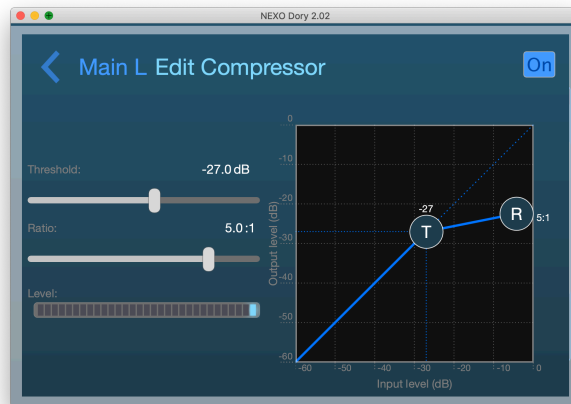 NEXO Dory 2.02
Main L Edit Compressor
On
Threshold:
-27.0 dB
Ratio:
5.0:1
Level:
Output level (dB)
0
-10
-20
-30
-40
-50
-60
-27
T
R
5:1
-60
-50
-40
-30
-20
-10
0
Input level (dB)